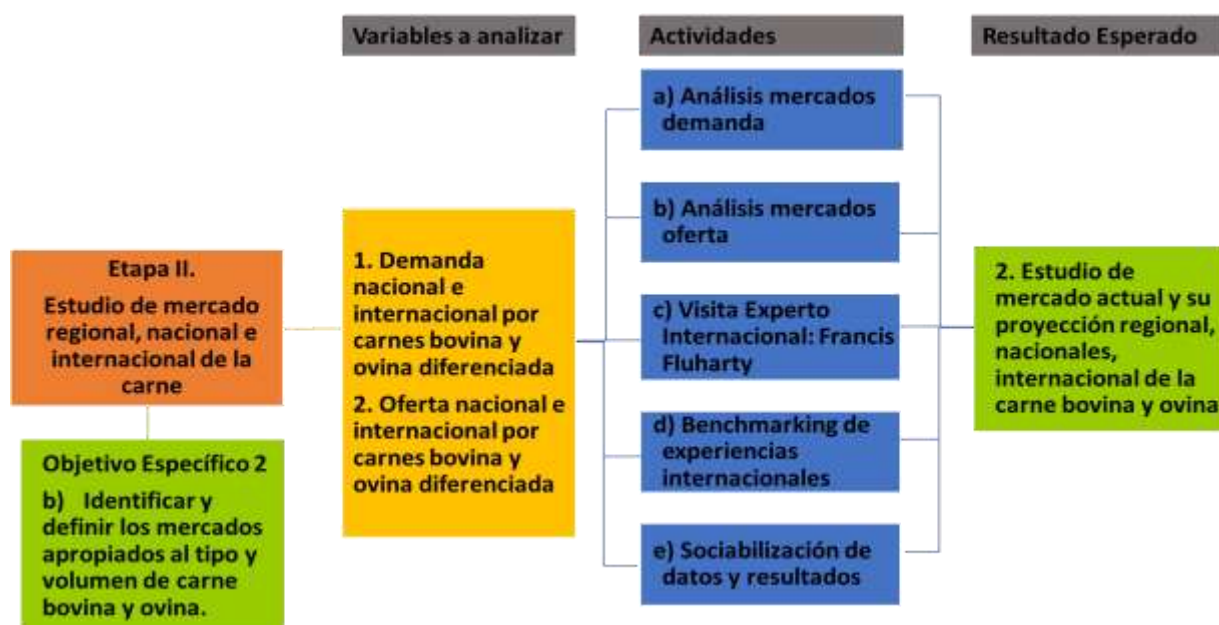 Variables a analizar
Actividades
Resultado Esperado
Etapa II.
Estudio de mercado
regional, nacional e
internacional de la
carne
Objetivo Específico 2
b) Identificar y
definir los mercados
apropiados al tipo y
volumen de carne
bovina y ovina.
1. Demanda
nacional e
internacional por
carnes bovina y
ovina diferenciada
2. Oferta nacional e
internacional por
carnes bovina y
ovina diferenciada
a) Análisis mercados
demanda
b) Análisis mercados
oferta
c) Visita Experto
Internacional: Francis
Fluharty
d) Benchmarking de
experiencias
internacionales
e) Sociabilización de
datos y resultados
2. Estudio de
mercado actual y su
proyección regional,
nacionales,
internacional de la
carne bovina y ovina